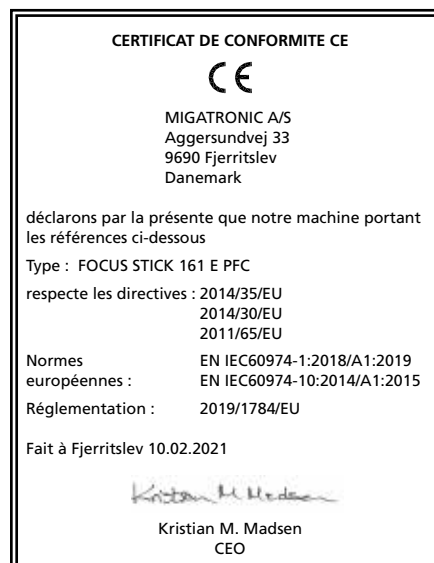 CERTIFICAT DE CONFORMITE CE
CE
MIGATRONIC A/S
Aggersundvej 33
9690 Fjerritslev
Danemark
déclarons par la présente que notre machine portant
les références ci-dessous
Type : FOCUS STICK 161 E PFC
respecte les directives : 2014/35/EU
2014/30/EU
2011/65/EU
Normes EN IEC60974-1:2018/A1:2019
européennes : EN IEC60974-10:2014/A1:2015
Réglementation : 2019/1784/EU
Fait à Fjerritslev 10.02.2021
Kristian M Madsen
Kristian M. Madsen
CEO